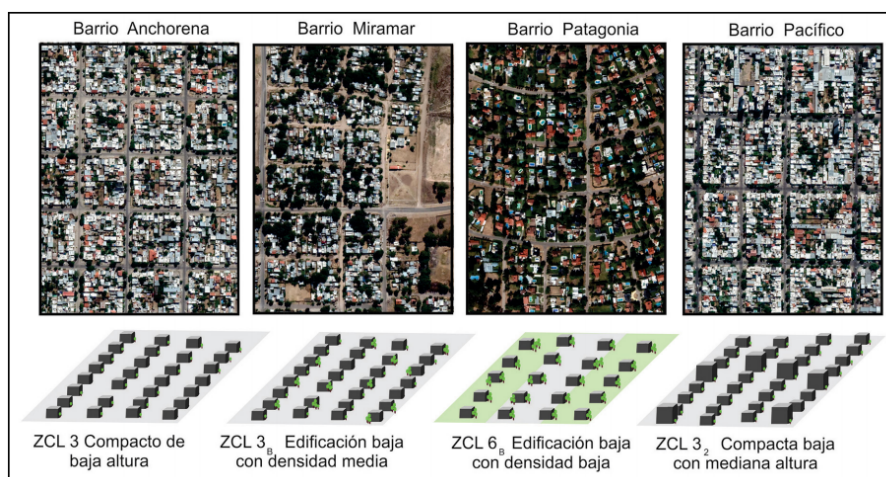 Barrio Anchorena
Barrio Miramar
Barrio Patagonia
Barrio Pacífico
ZCL 3 Compacto de
baja altura
ZCL 3B Edificación baja
con densidad media
ZCL 6B Edificación baja
con densidad baja
ZCL 32 Compacta baja
con mediana altura